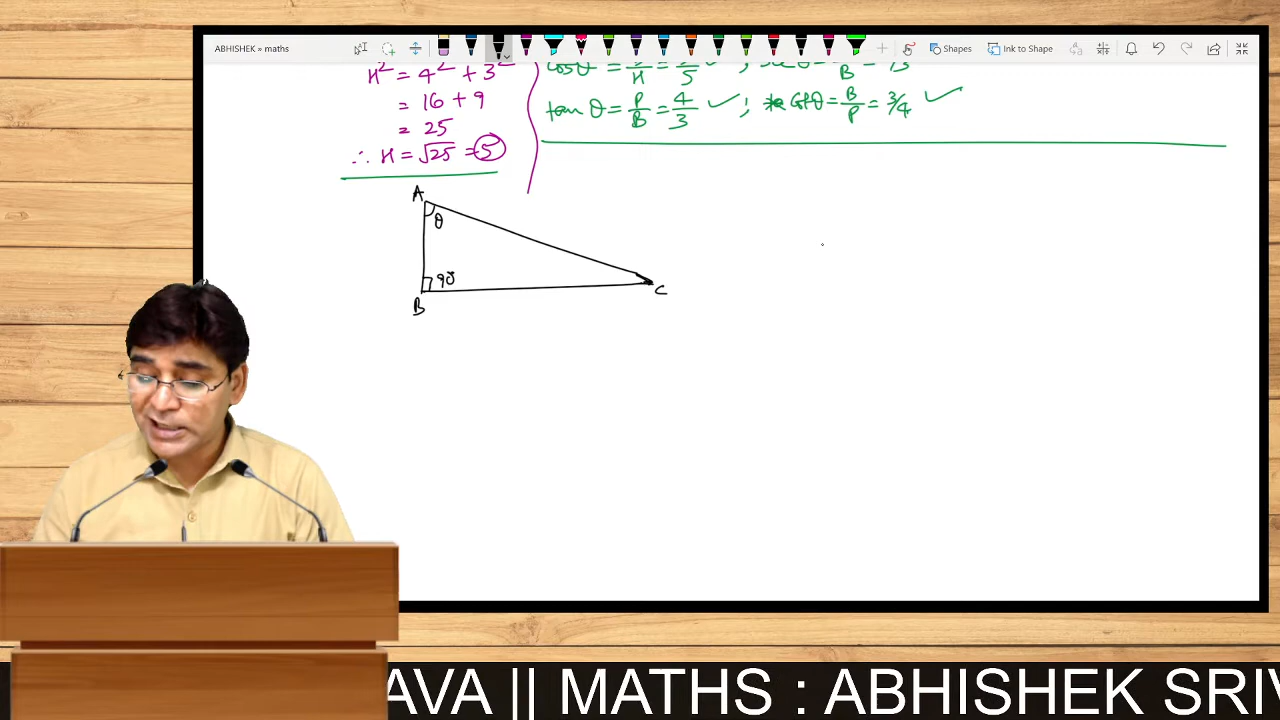 ABHISHEK » maths
Shapes
Ink to Shape
H² = 4² + 3²
= 16 + 9
= 25
∴ H = √25 = 5
tan θ = P/B = 4/3 ✓ ; cot θ = B/P = 3/4 ✓
A
θ
90°
B
C
AVA || MATHS : ABHISHEK SRIV